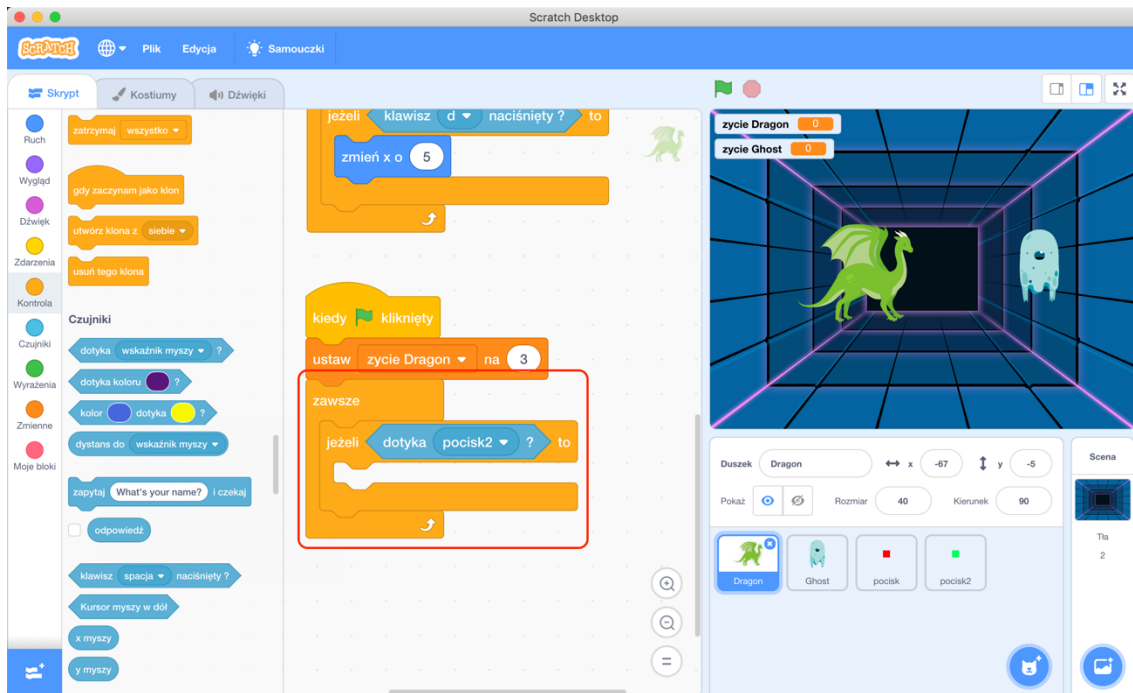 Scratch Desktop
SCRATCH Plik Edycja Samouczki
Skrypt Kostiumy Dźwięki
Ruch
Wygląd
Dźwięk
Zdarzenia
Kontrola
Czujniki
Wyrażenia
Zmienne
Moje bloki
zatrzymaj wszystko
gdy zaczynam jako klon
utwórz klona z siebie
usuń tego klona
Czujniki
dotyka wskaźnik myszy ?
dotyka koloru ?
kolor dotyka ?
dystans do wskaźnik myszy
zapytaj What's your name? i czekaj
odpowiedź
klawisz spacja naciśnięty ?
Kursor myszy w dół
x myszy
y myszy
jeżeli klawisz d naciśnięty ? to
zmień x o 5
kiedy kliknięty
ustaw zycie Dragon na 3
zawsze
jeżeli dotyka pocisk2 ? to
zycie Dragon 0
zycie Ghost 0
Duszek Dragon x -67 y -5
Pokaż Rozmiar 40 Kierunek 90
Dragon Ghost pocisk pocisk2
Scena
Tła
2